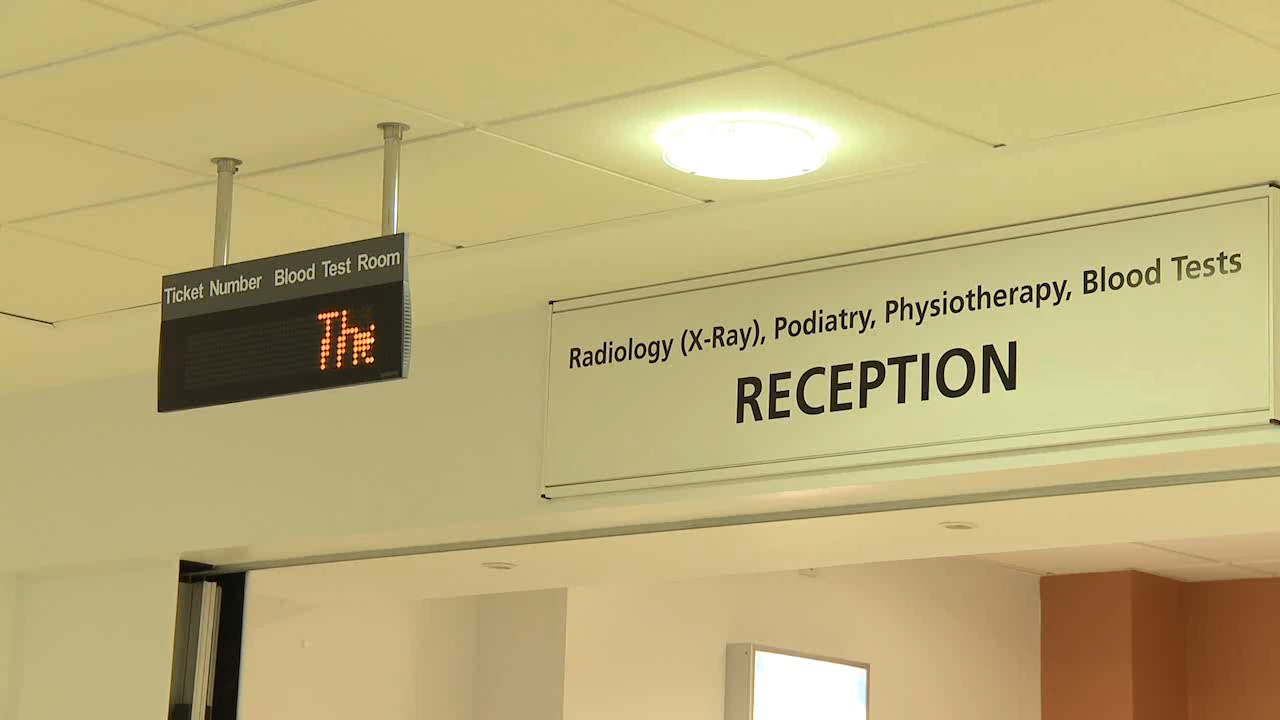 Ticket Number Blood Test Room
The
Radiology (X-Ray), Podiatry, Physiotherapy, Blood Tests
RECEPTION